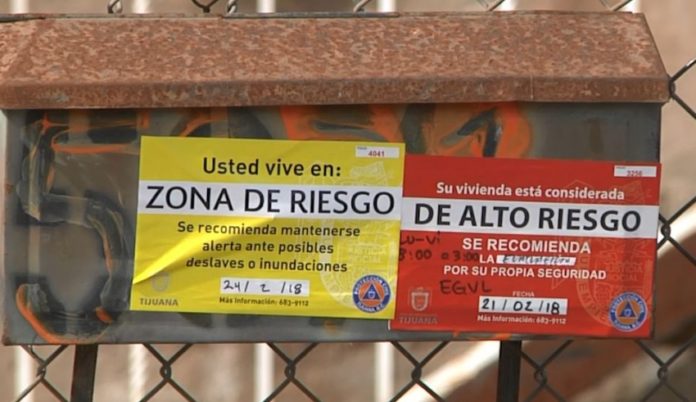 4041
Usted vive en:
ZONA DE RIESGO
Se recomienda mantenerse
alerta ante posibles
deslaves o inundaciones
24/2/18
Más Información: 683-9112
TIJUANA
3256
Su vivienda está considerada
DE ALTO RIESGO
SE RECOMIENDA
LA Evacuación
POR SU PROPIA SEGURIDAD
EGVL
FECHA
21/02/18
Más Información: 683-9112
TIJUANA